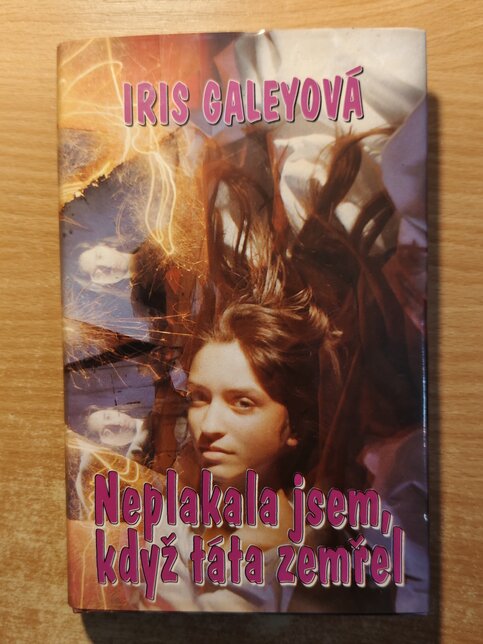 IRIS GALEYOVÁ
Neplakala jsem,
když táta zemřel